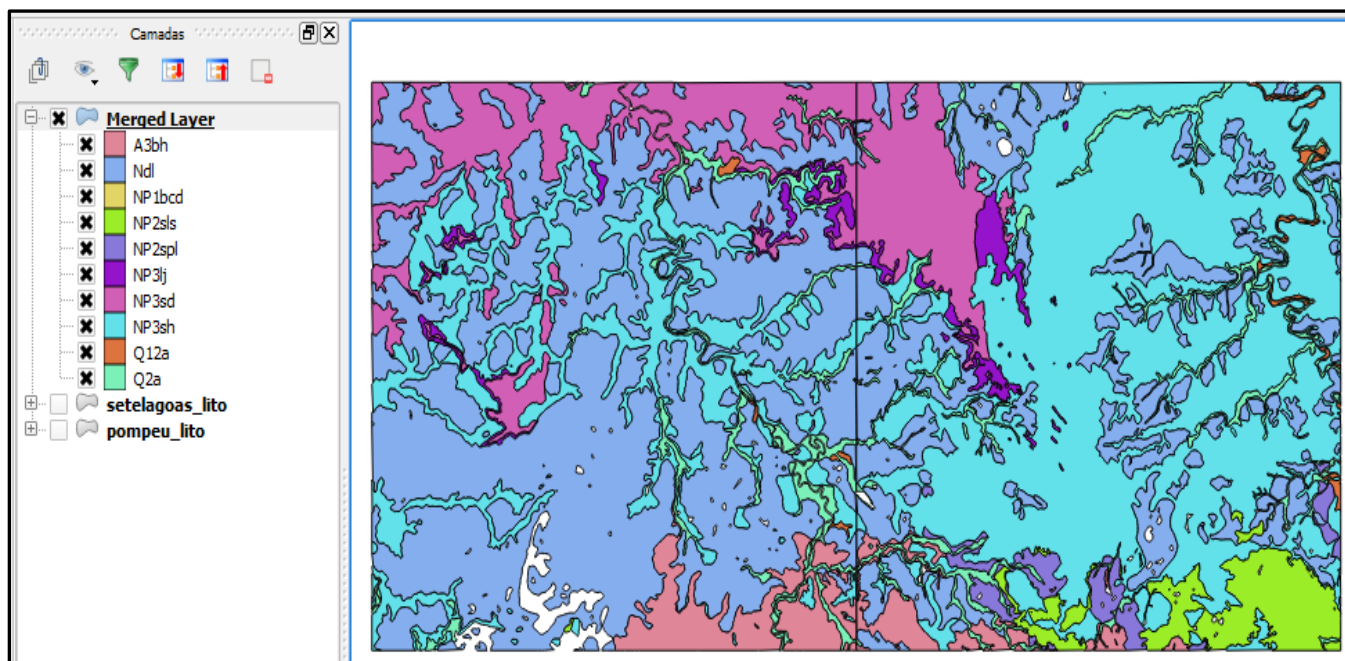 Camadas
Merged Layer
A3bh
Ndl
NP1bcd
NP2sls
NP2spl
NP3lj
NP3sd
NP3sh
Q12a
Q2a
setelagoas_lito
pompeu_lito